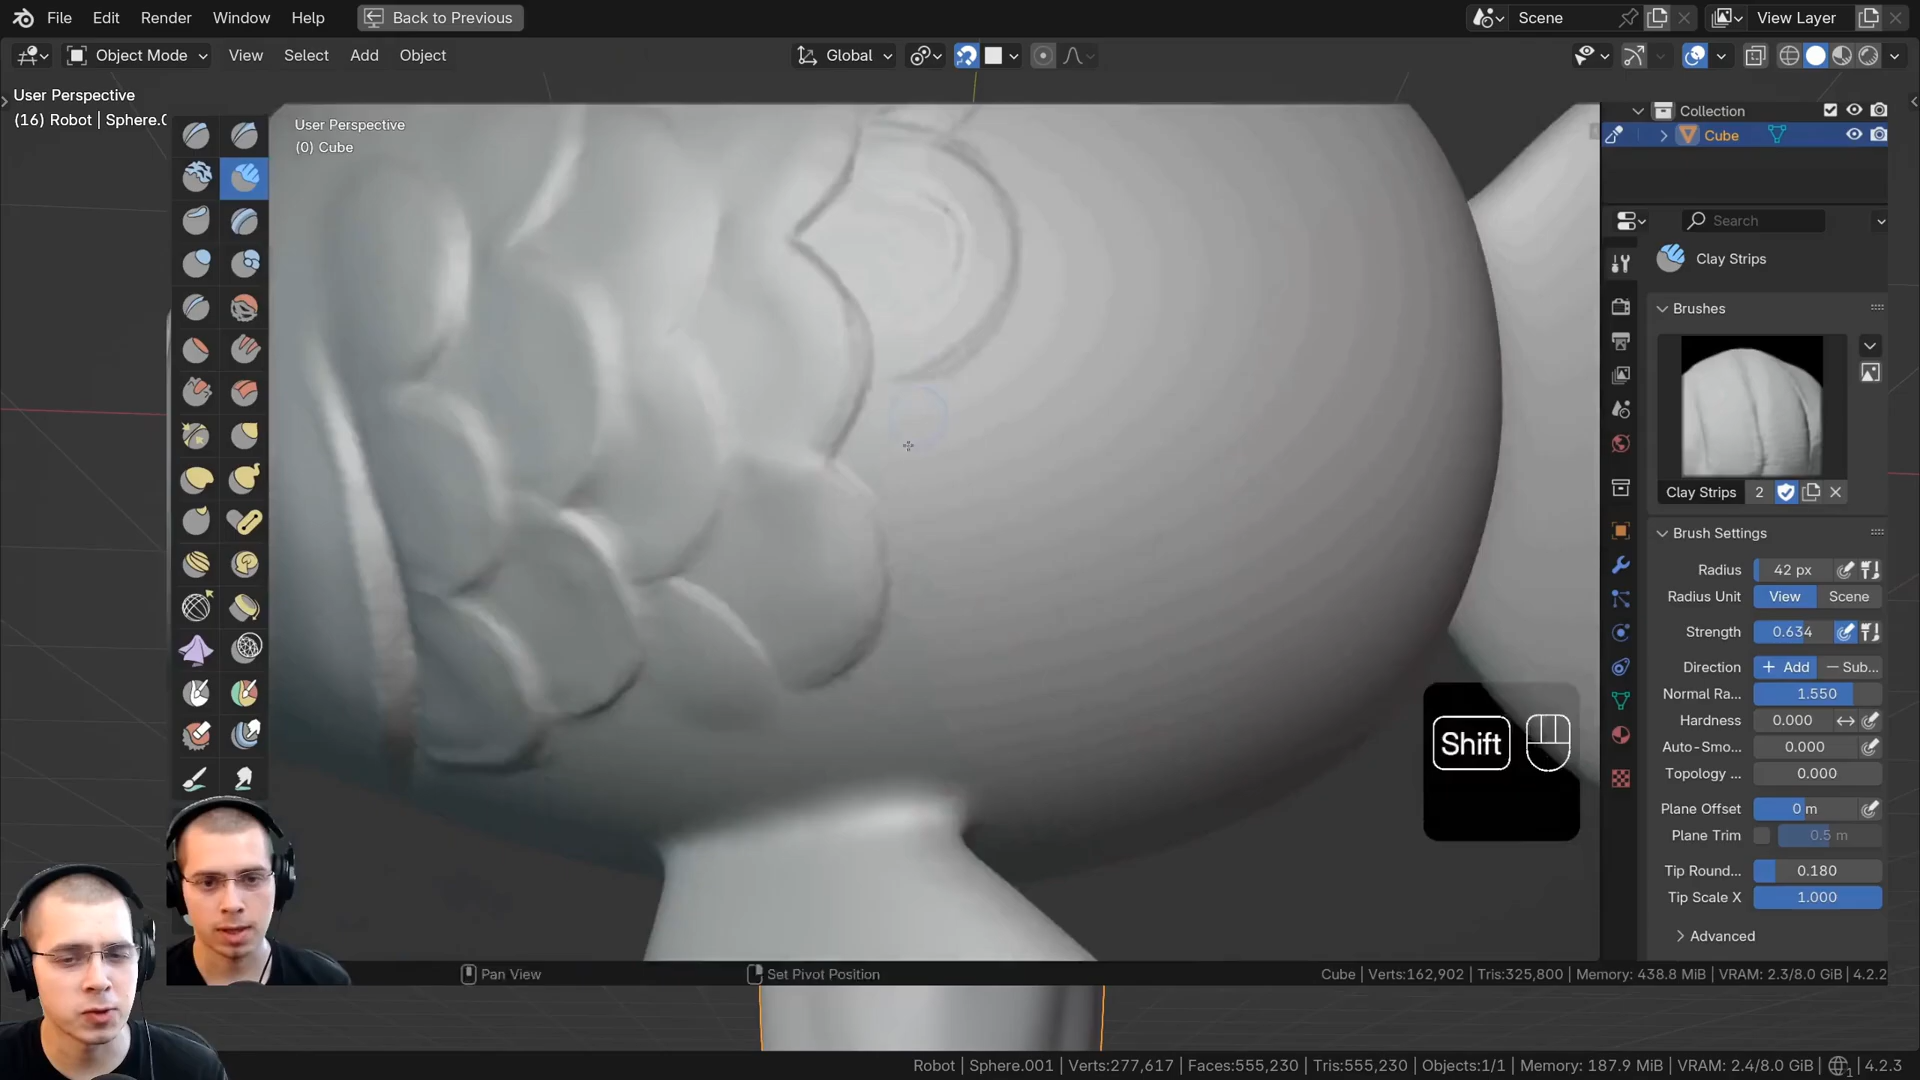 File Edit Render Window Help Back to Previous Scene View Layer
Object Mode View Select Add Object Global
User Perspective
(16) Robot | Sphere.0
User Perspective
(0) Cube
Collection
Cube
Search
Clay Strips
Brushes
Clay Strips 2
Brush Settings
Radius 42 px
Radius Unit View Scene
Strength 0.634
Direction + Add — Sub...
Normal Ra... 1.550
Hardness 0.000
Auto-Smo... 0.000
Topology ... 0.000
Plane Offset 0 m
Plane Trim 0.5 m
Tip Round... 0.180
Tip Scale X 1.000
Advanced
Shift
Pan View Set Pivot Position Cube | Verts:162,902 | Tris:325,800 | Memory: 438.8 MiB | VRAM: 2.3/8.0 GiB | 4.2.2
Robot | Sphere.001 | Verts:277,617 | Faces:555,230 | Tris:555,230 | Objects:1/1 | Memory: 187.9 MiB | VRAM: 2.4/8.0 GiB | 4.2.3